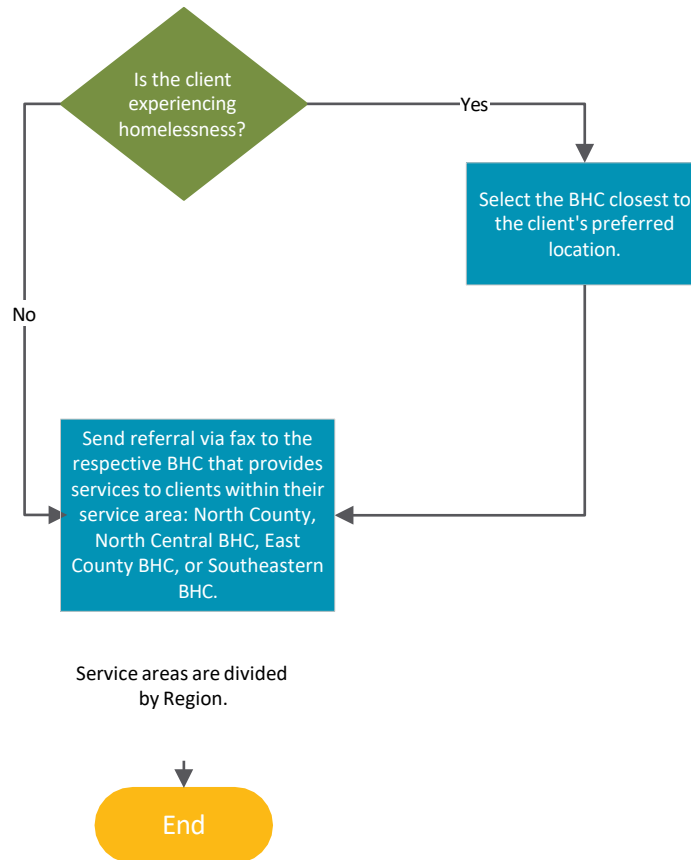 Is the client
experiencing
homelessness?
Yes
Select the BHC closest to
the client's preferred
location.
No
Send referral via fax to the
respective BHC that provides
services to clients within their
service area: North County,
North Central BHC, East
County BHC, or Southeastern
BHC.
Service areas are divided
by Region.
End